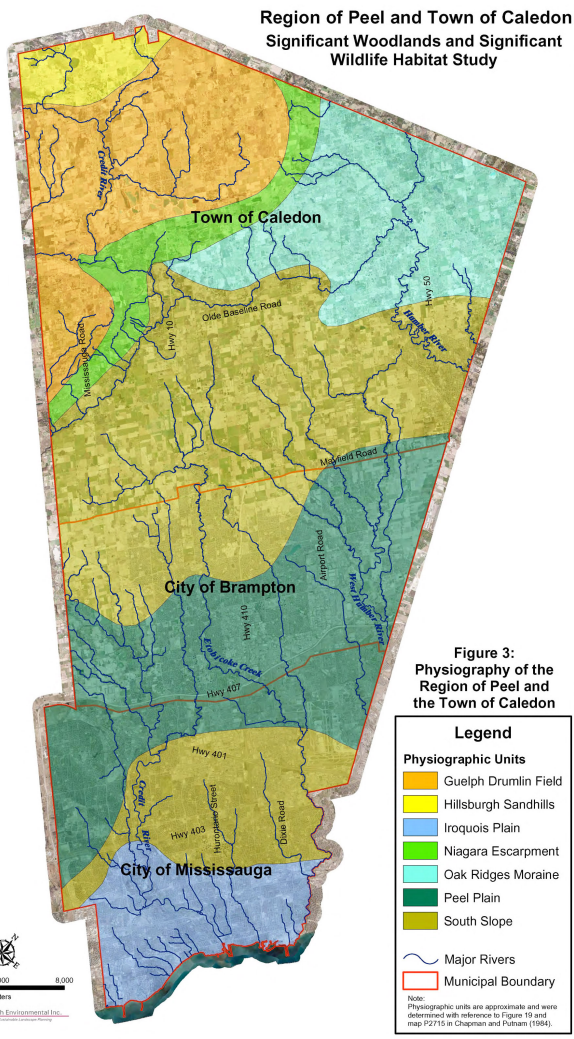 Region of Peel and Town of Caledon
Significant Woodlands and Significant
Wildlife Habitat Study
Credit River
Town of Caledon
Hwy 50
Olde Baseline Road
Hwy 10
Humber River
Mississauga Road
Mayfield Road
Airport Road
City of Brampton
West Humber River
Hwy 410
Etobicoke Creek
Hwy 407
Hwy 401
Credit River
Hurontario Street
Dixie Road
Hwy 403
City of Mississauga
Figure 3:
Physiography of the
Region of Peel and
the Town of Caledon
Legend
Physiographic Units
Guelph Drumlin Field
Hillsburgh Sandhills
Iroquois Plain
Niagara Escarpment
Oak Ridges Moraine
Peel Plain
South Slope
Major Rivers
Municipal Boundary
Note:
Physiographic units are approximate and were
determined with reference to Figure 19 and
map P2715 in Chapman and Putnam (1984).
N
E
000 8,000
ters
h Environmental Inc.